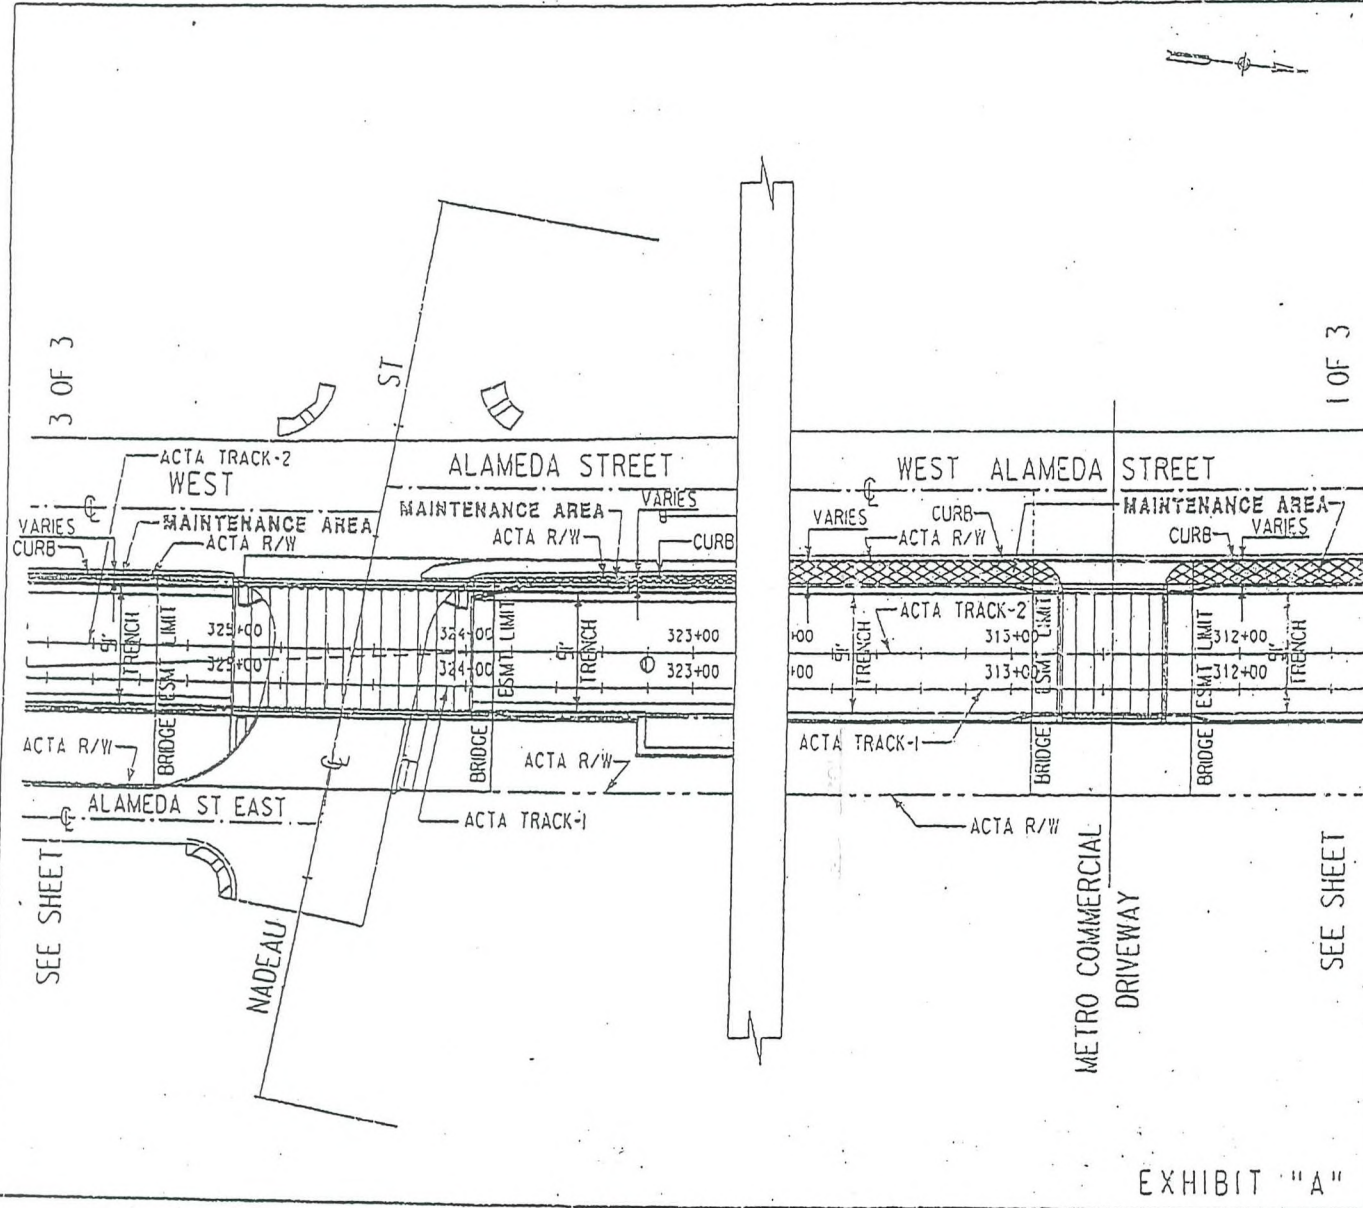 3 OF 3
1 OF 3
ST
ACTA TRACK-2
WEST
ALAMEDA STREET
WEST ALAMEDA STREET
VARIES
CURB
MAINTENANCE AREA
ACTA R/W
MAINTENANCE AREA
ACTA R/W
VARIES
CURB
VARIES
ACTA R/W
CURB
MAINTENANCE AREA
CURB
VARIES
TRENCH
BRIDGE ESMT LIMIT
325+00
325+00
324+00
324+00
BRIDGE ESMT LIMIT
TRENCH
323+00
323+00
+00
+00
TRENCH
ACTA TRACK-2
313+00
313+00
BRIDGE ESMT LIMIT
BRIDGE ESMT LIMIT
312+00
312+00
TRENCH
ACTA R/W
ALAMEDA ST EAST
ACTA R/W
ACTA TRACK-1
ACTA TRACK-1
ACTA R/W
SEE SHEET
NADEAU
METRO COMMERCIAL
DRIVEWAY
SEE SHEET
EXHIBIT "A"